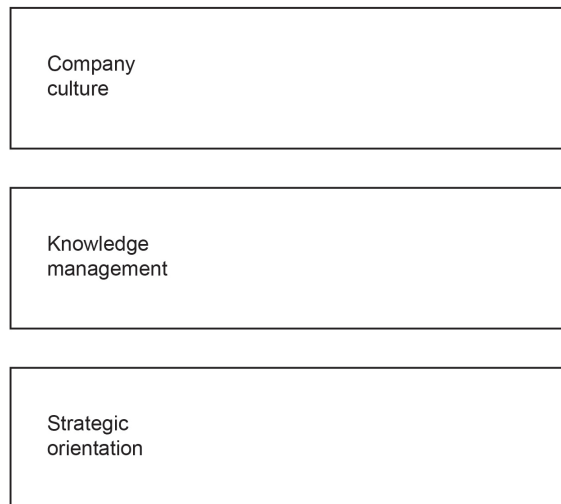 Company
culture
Knowledge
management
Strategic
orientation